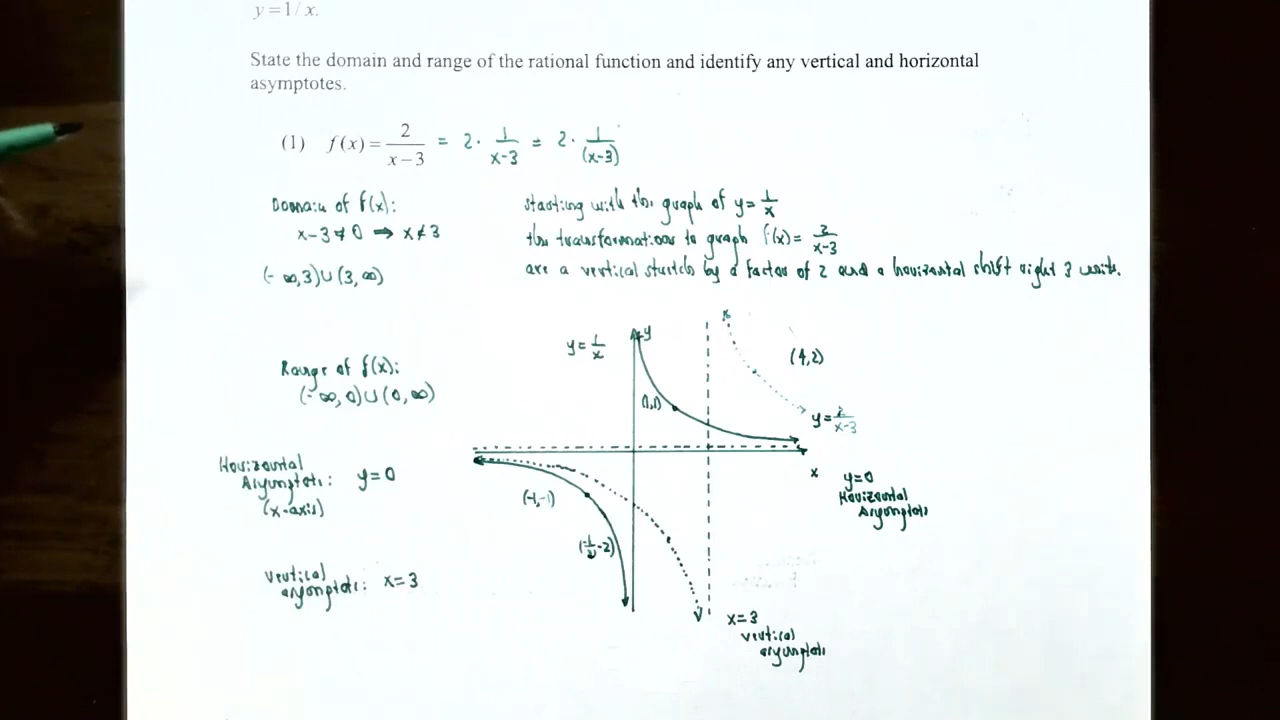 y = 1/ x.
State the domain and range of the rational function and identify any vertical and horizontal
asymptotes.
(1) f(x) = 2/(x−3) = 2 · 1/(x-3) = 2 · 1/(x-3)
Domain of f(x):
x-3 ≠ 0 ⇒ x ≠ 3
(-∞,3)∪(3,∞)
starting with the graph of y = 1/x
the transformations to graph f(x) = 2/(x-3)
are a vertical stretch by a factor of 2 and a horizontal shift right 3 units.
Range of f(x):
(-∞,0)∪(0,∞)
Horizontal
Asymptote: y=0
(x-axis)
Vertical
asymptote: x=3
y = 1/x
y
(1,1)
(4,2)
y = 2/(x-3)
x
y=0
Horizontal
Asymptote
(-1,-1)
(-1/2,-2)
x=3
vertical
asymptote